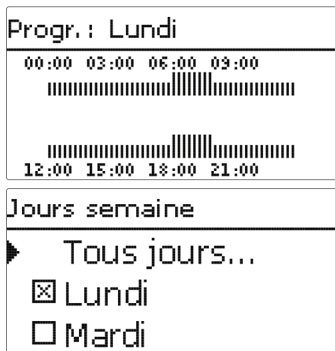 Progr.: Lundi
00:00 03:00 06:00 09:00
12:00 15:00 18:00 21:00
Jours semaine
Tous jours...
Lundi
Mardi